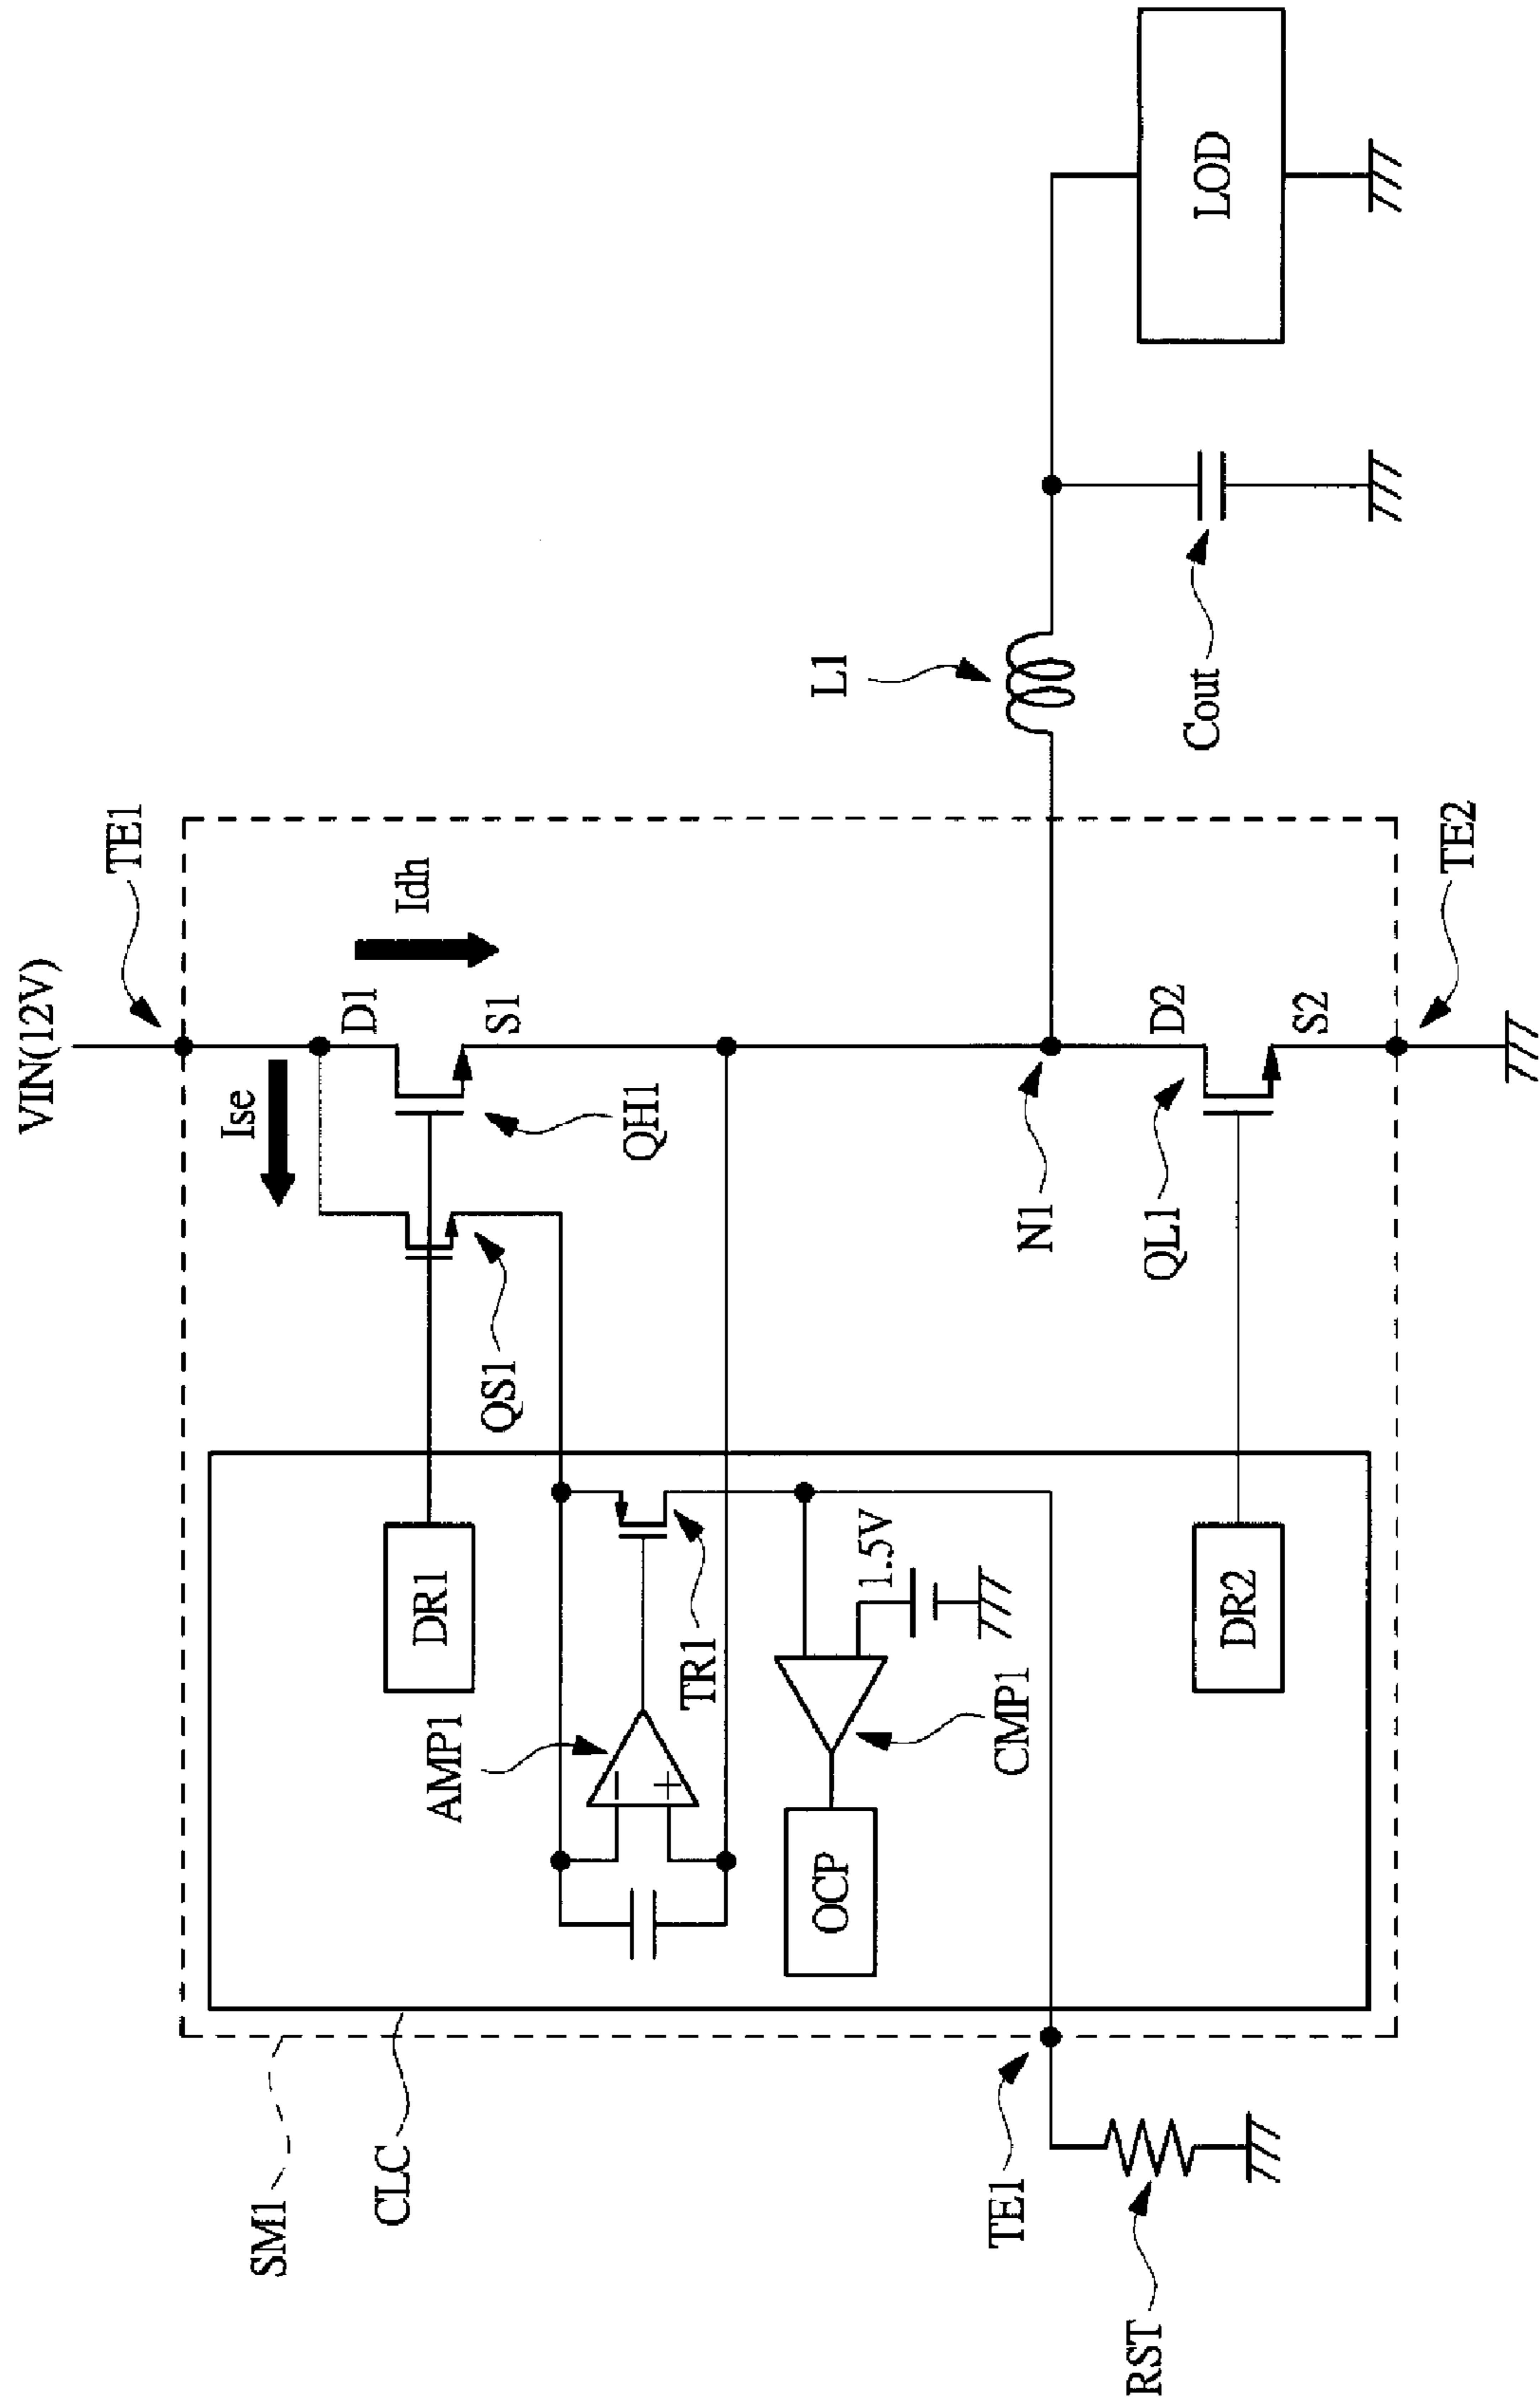 VIN(12V)
TE1
Ise
D1
Idh
S1
QH1
QS1
DR1
AMP1
TR1
1.5V
CMP1
OCP
N1
L1
D2
QL1
S2
DR2
TE2
Cout
LOD
SM1
CLC
TE1
RST
−
+